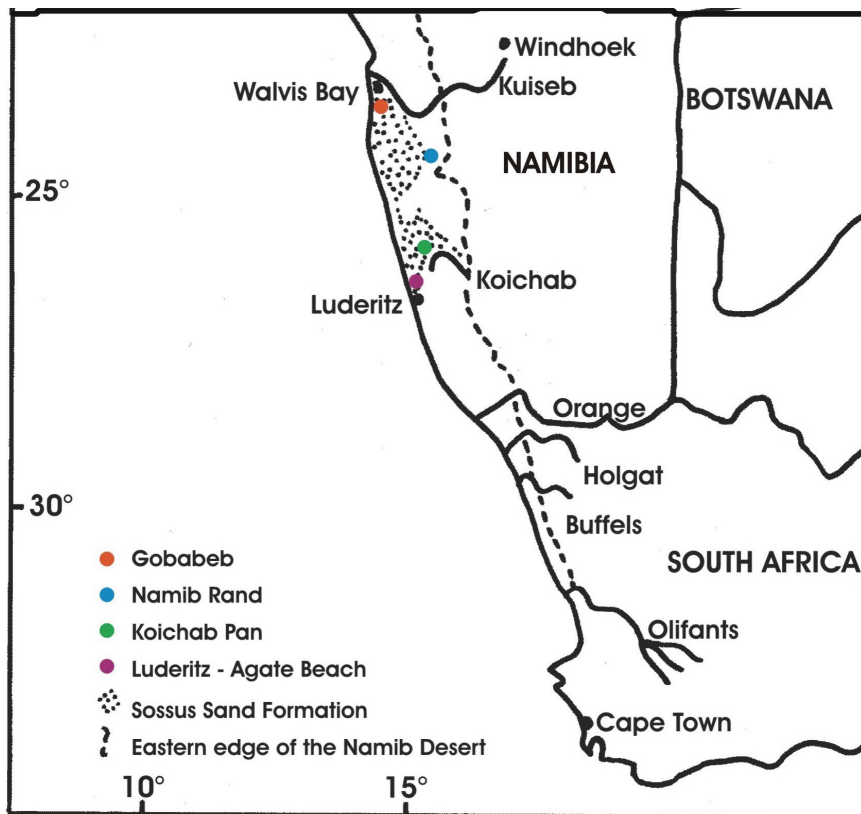 Windhoek
Walvis Bay
Kuiseb
BOTSWANA
NAMIBIA
25°
Koichab
Luderitz
Orange
Holgat
30°
Buffels
Gobabeb
SOUTH AFRICA
Namib Rand
Koichab Pan
Olifants
Luderitz - Agate Beach
Sossus Sand Formation
Cape Town
Eastern edge of the Namib Desert
10°
15°